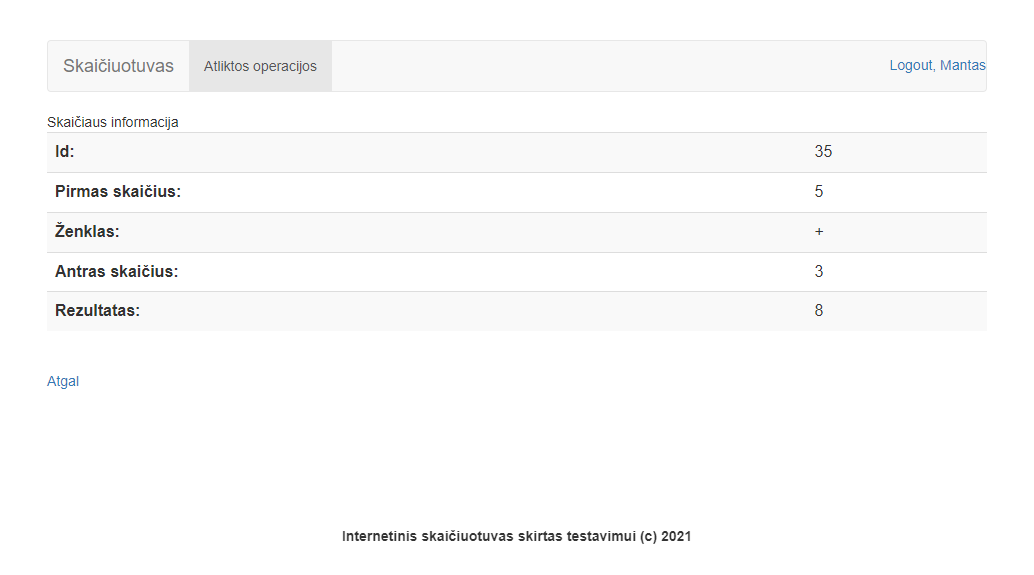 Skaičiuotuvas Atliktos operacijos Logout, Mantas
Skaičiaus informacija
Id: 35
Pirmas skaičius: 5
Ženklas: +
Antras skaičius: 3
Rezultatas: 8
Atgal
Internetinis skaičiuotuvas skirtas testavimui (c) 2021